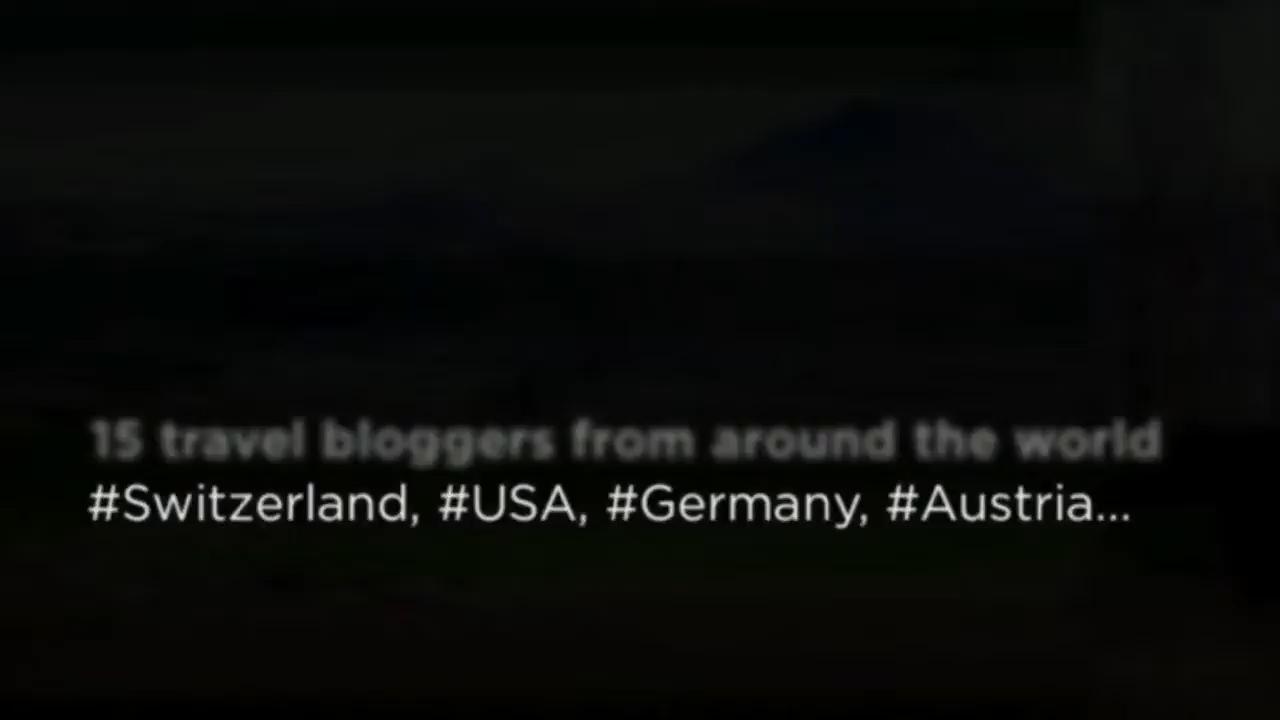 15 travel bloggers from around the world
#Switzerland, #USA, #Germany, #Austria...